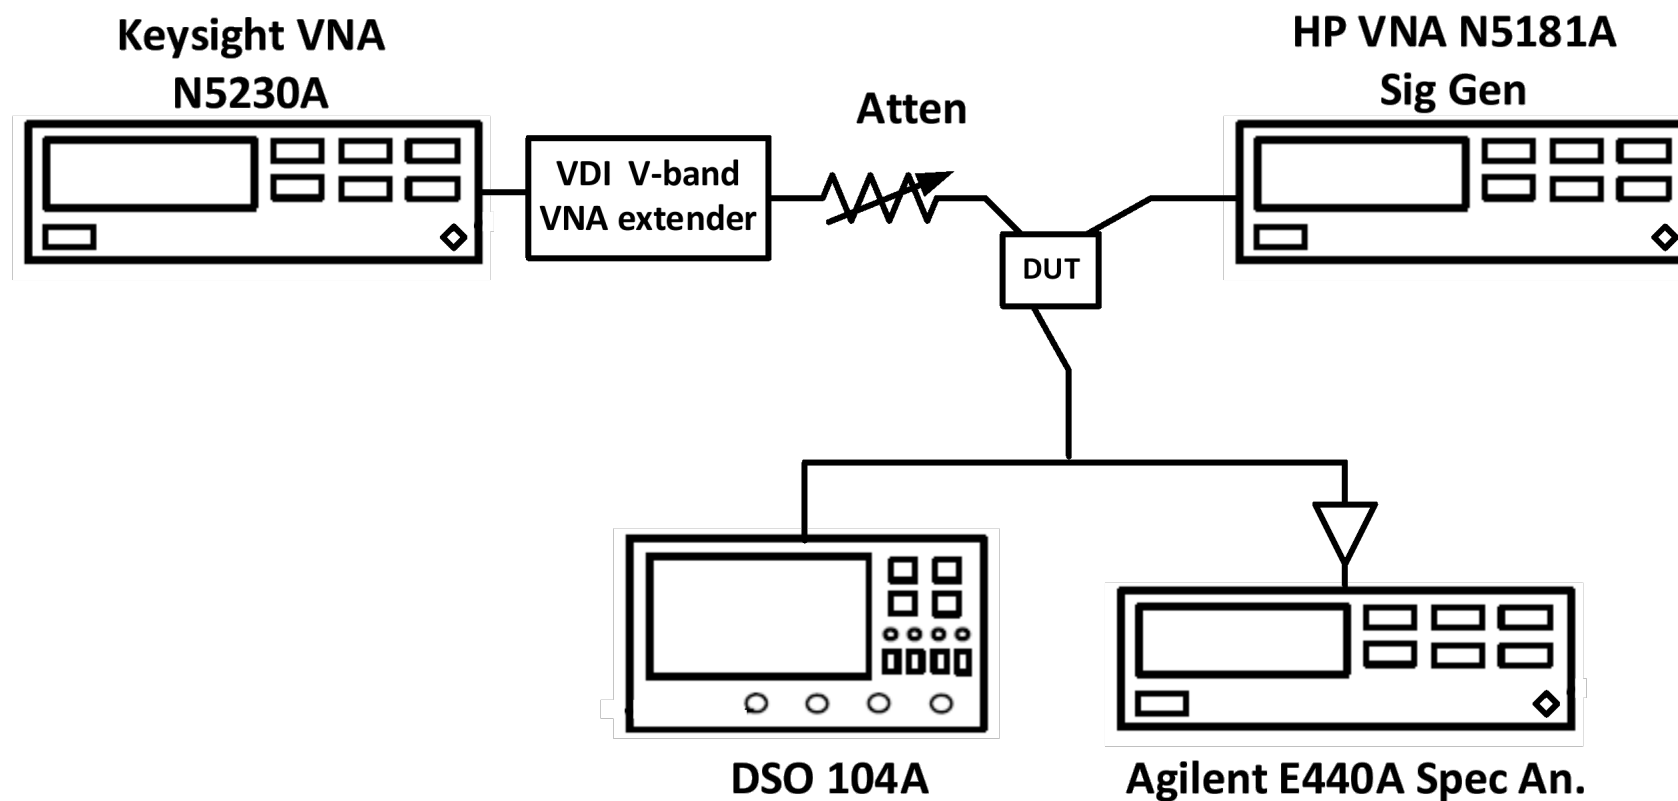 Keysight VNA
N5230A
HP VNA N5181A
Sig Gen
Atten
VDI V-band
VNA extender
DUT
DSO 104A
Agilent E440A Spec An.